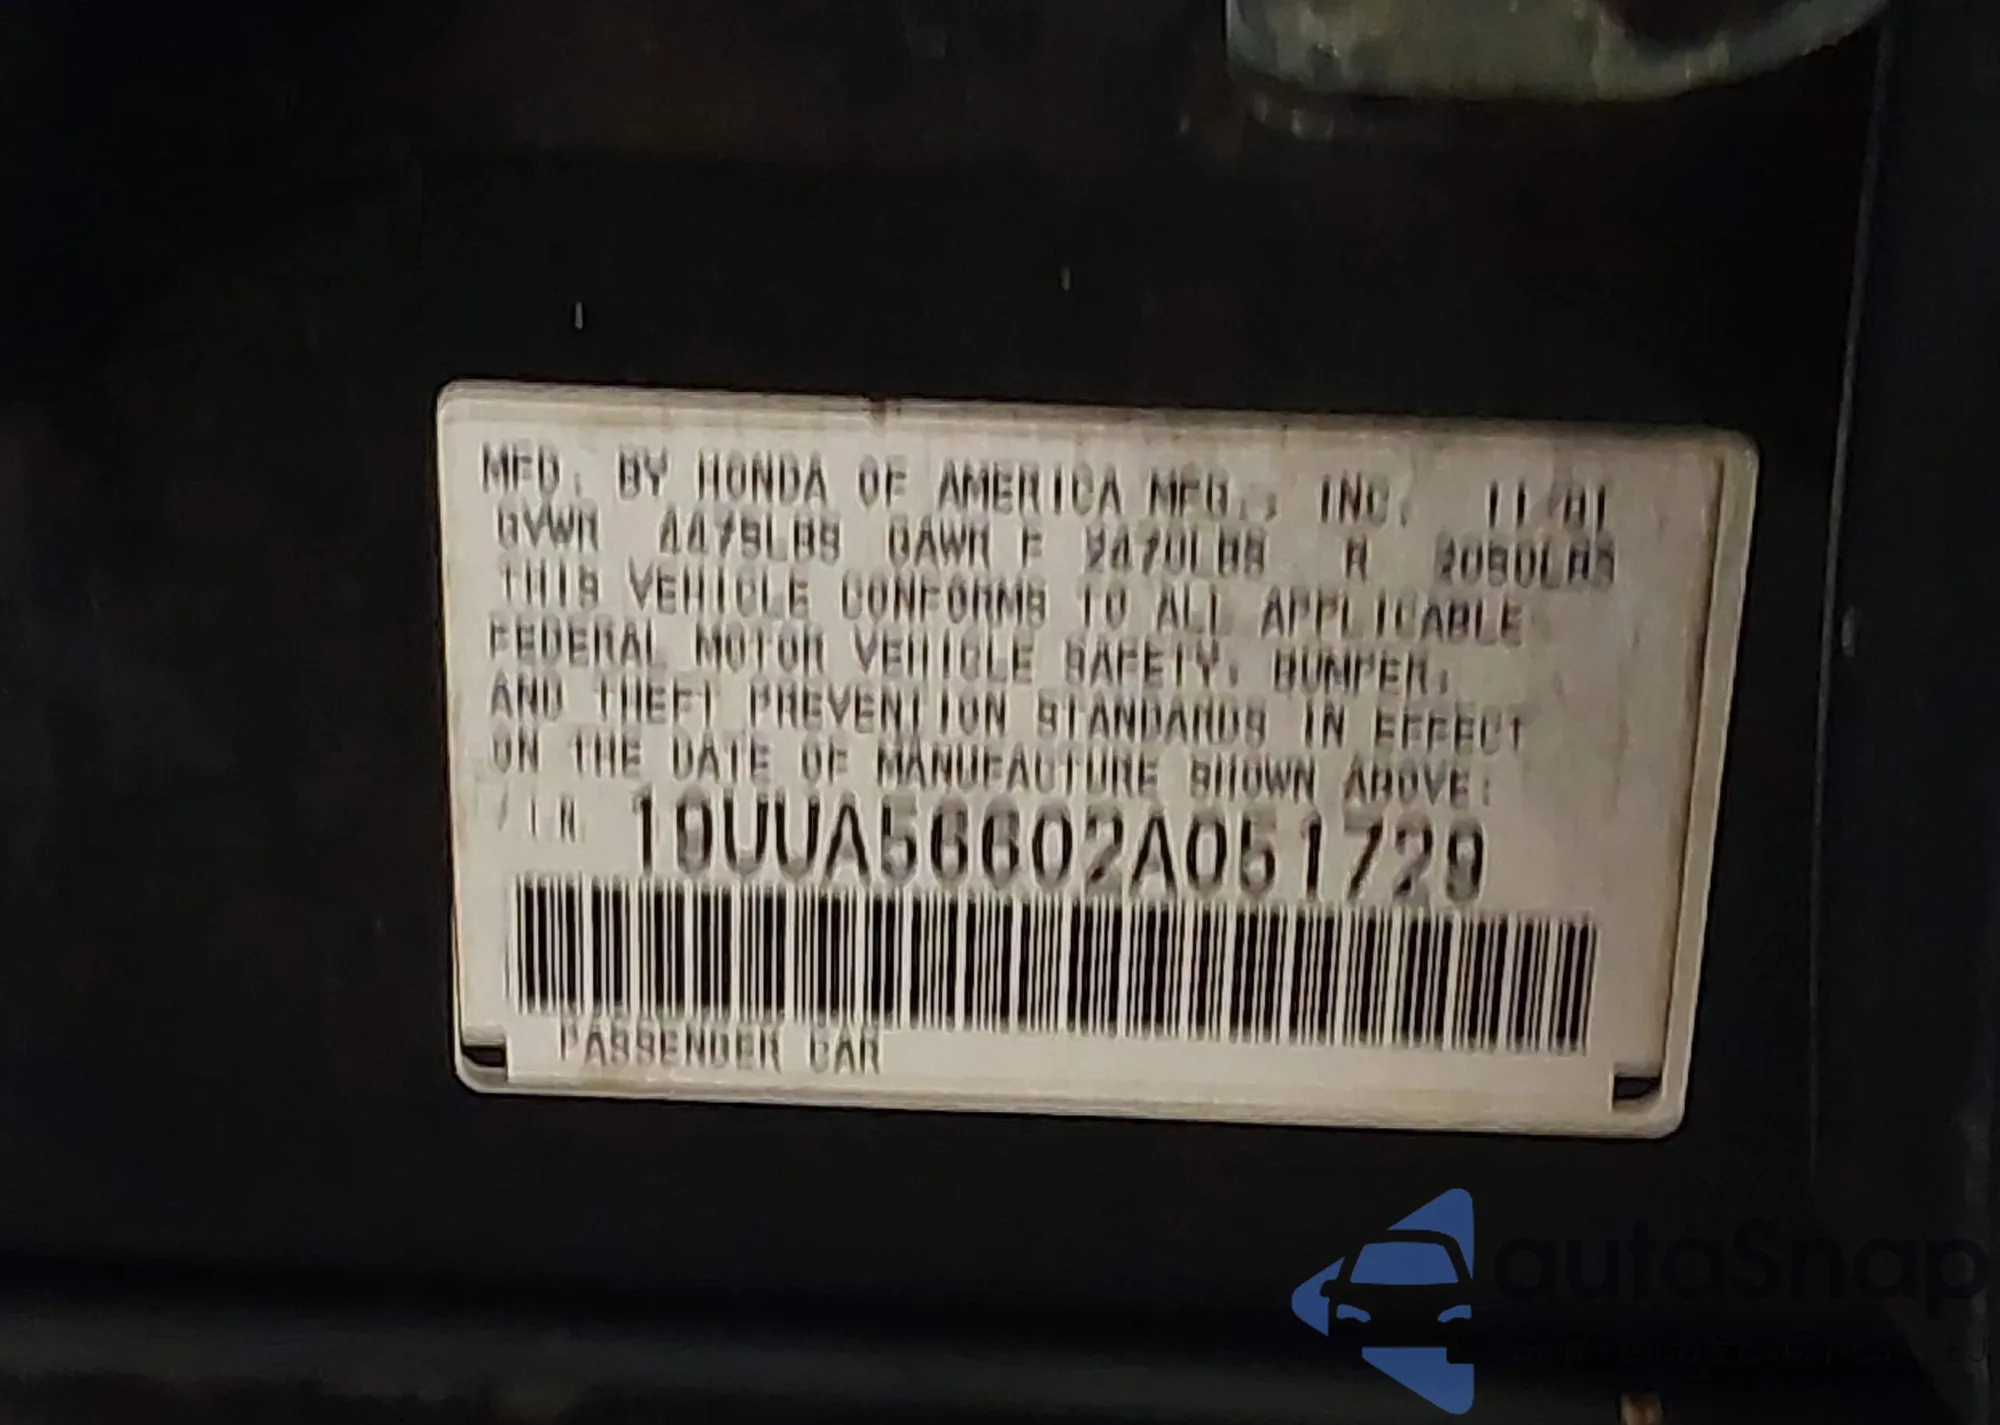 MFD. BY HONDA OF AMERICA MFG., INC. 11/01
GVWR GAWR F 2470LBS R
THIS VEHICLE CONFORMS TO ALL APPLICABLE
FEDERAL MOTOR VEHICLE SAFETY, BUMPER,
AND THEFT PREVENTION STANDARDS IN EFFECT
ON THE DATE OF MANUFACTURE SHOWN ABOVE:
VIN 19UUA56602A051729
PASSENGER CAR
autoSnap